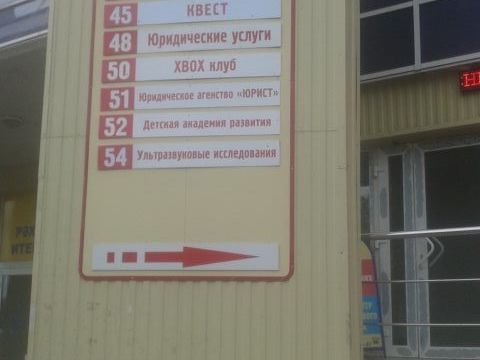 45 КВЕСТ
48 Юридические услуги
50 XBOX клуб
51 Юридическое агенство «ЮРИСТ»
52 Детская академия развития
54 Ультразвуковые исследования